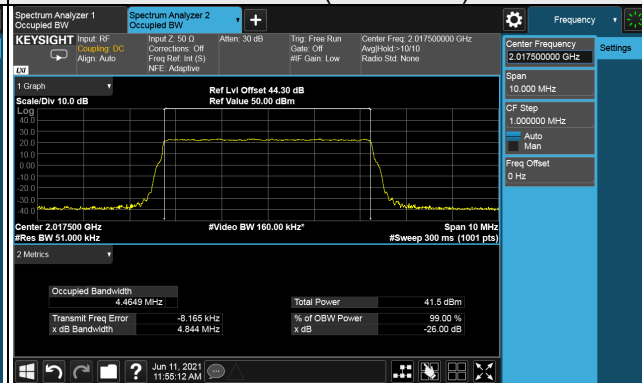 Spectrum Analyzer 1
Occupied BW
Spectrum Analyzer 2
Occupied BW
Frequency
KEYSIGHT
Input: RF
Coupling: DC
Align: Auto
LXI
Input Z: 50 Ω
Corrections: Off
Freq Ref: Int (S)
NFE: Adaptive
Atten: 30 dB
Trig: Free Run
Gate: Off
#IF Gain: Low
Center Freq: 2.017500000 GHz
Avg|Hold:>10/10
Radio Std: None
Center Frequency
2.017500000 GHz
Settings
Span
10.000 MHz
CF Step
1.000000 MHz
Auto
Man
Freq Offset
0 Hz
1 Graph
Scale/Div 10.0 dB
Ref Lvl Offset 44.30 dB
Ref Value 50.00 dBm
Log
40.0
30.0
20.0
10.0
0.00
-10.0
-20.0
-30.0
-40.0
Center 2.017500 GHz
#Res BW 51.000 kHz
#Video BW 160.00 kHz*
Span 10 MHz
#Sweep 300 ms (1001 pts)
2 Metrics
Occupied Bandwidth
4.4649 MHz
Total Power 41.5 dBm
Transmit Freq Error -8.165 kHz
% of OBW Power 99.00 %
x dB Bandwidth 4.844 MHz
x dB -26.00 dB
?
Jun 11, 2021
11:55:12 AM